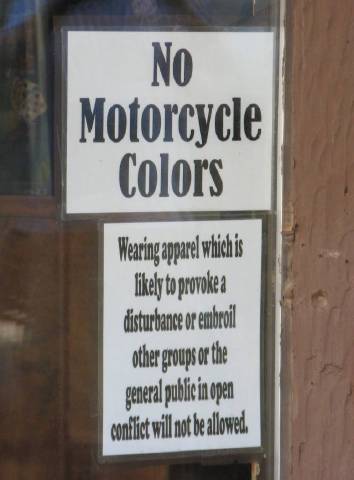 No
Motorcycle
Colors
Wearing apparel which is
likely to provoke a
disturbance or embroil
other groups or the
general public in open
conflict will not be allowed.